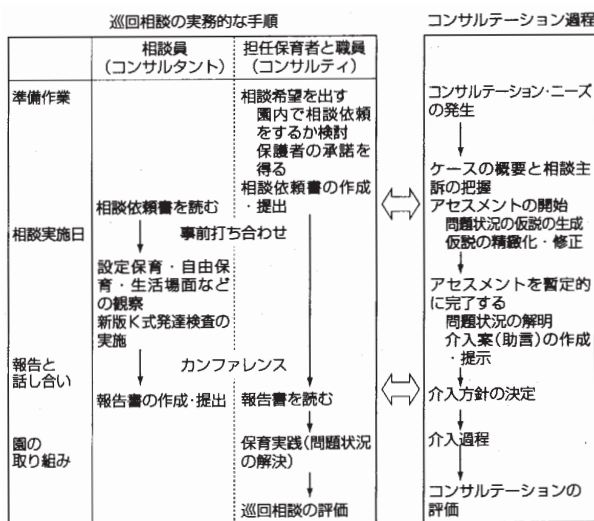 巡回相談の実務的な手順
コンサルテーション過程
相談員
(コンサルタント)
担任保育者と職員
(コンサルティ)
準備作業
相談希望を出す
園内で相談依頼
をするか検討
保護者の承諾を
得る
相談依頼書の作成
・提出
相談依頼書を読む
相談実施日
事前打ち合わせ
設定保育・自由保
育・生活場面など
の観察
新版K式発達検査の
実施
報告と
話し合い
カンファレンス
報告書の作成・提出
報告書を読む
園の
取り組み
保育実践(問題状況
の解決)
巡回相談の評価
コンサルテーション・ニーズ
の発生
ケースの概要と相談主
訴の把握
アセスメントの開始
問題状況の仮説の生成
仮説の精緻化・修正
アセスメントを暫定的
に完了する
問題状況の解明
介入案(助言)の作成
・提示
介入方針の決定
介入過程
コンサルテーションの
評価